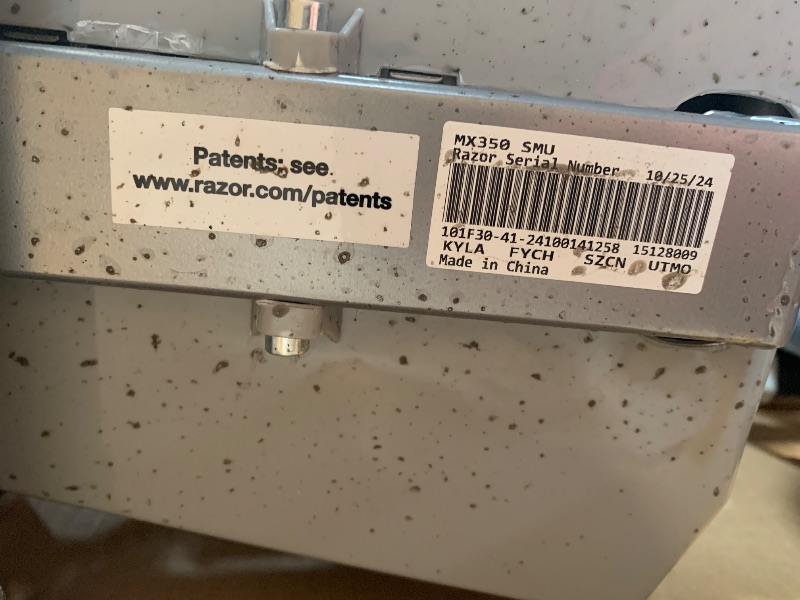 Patents: see
www.razor.com/patents
MX350 SMU
Razor Serial Number 10/25/24
101F30-41-24100141258 15128009
KYLA FYCH SZCN UTMO
Made in China